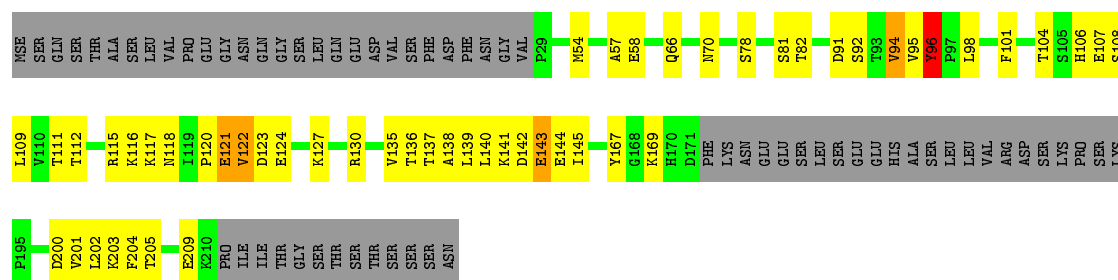 MSE SER GLN SER THR ALA SER LEU VAL PRO GLU GLY ASN GLN GLY SER LEU GLN GLU ASP VAL SER PHE ASP PHE ASN GLY VAL P29 M54 A57 E58 Q66 N70 S78 S81 T82 D91 S92 T93 V94 V95 Y96 P97 L98 F101 T104 S105 H106 E107 S108
L109 V110 T111 T112 R115 K116 K117 N118 I119 P120 E121 V122 D123 E124 K127 R130 V135 T136 T137 A138 L139 L140 K141 D142 E143 E144 I145 Y167 G168 K169 H170 D171 PHE LYS ASN GLU GLU SER LEU SER GLU GLU HIS ALA SER LEU LEU VAL ARG ASP SER LYS PRO SER LYS
P195 D200 V201 L202 K203 F204 T205 E209 K210 PRO ILE ILE THR GLY SER THR SER THR SER SER SER ASN